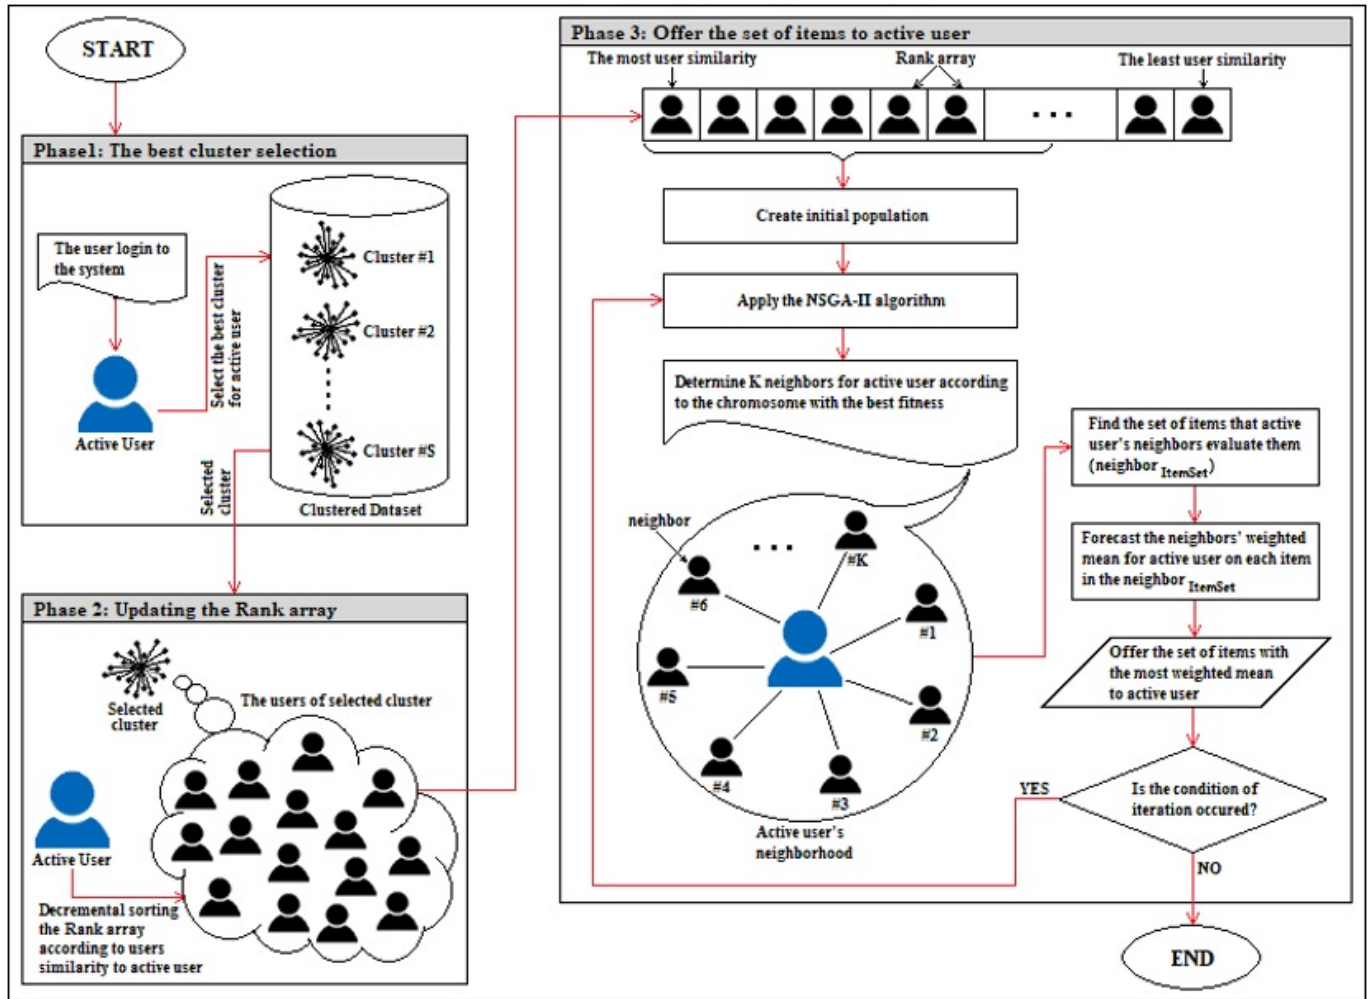 START
Phase1: The best cluster selection
The user login to
the system
Active User
Select the best cluster
for active user
Cluster #1
Cluster #2
Cluster #S
Clustered Dataset
Selected
cluster
Phase 2: Updating the Rank array
Selected
cluster
The users of selected cluster
Active User
Decremental sorting
the Rank array
according to users
similarity to active user
Phase 3: Offer the set of items to active user
The most user similarity
Rank array
The least user similarity
...
Create initial population
Apply the NSGA-II algorithm
Determine K neighbors for active user according
to the chromosome with the best fitness
neighbor
...
#K
#1
#2
#3
#4
#5
#6
Active user's
neighborhood
Find the set of items that active
user's neighbors evaluate them
(neighbor ItemSet)
Forecast the neighbors' weighted
mean for active user on each item
in the neighbor ItemSet
Offer the set of items with
the most weighted mean
to active user
Is the condition of
iteration occured?
YES
NO
END